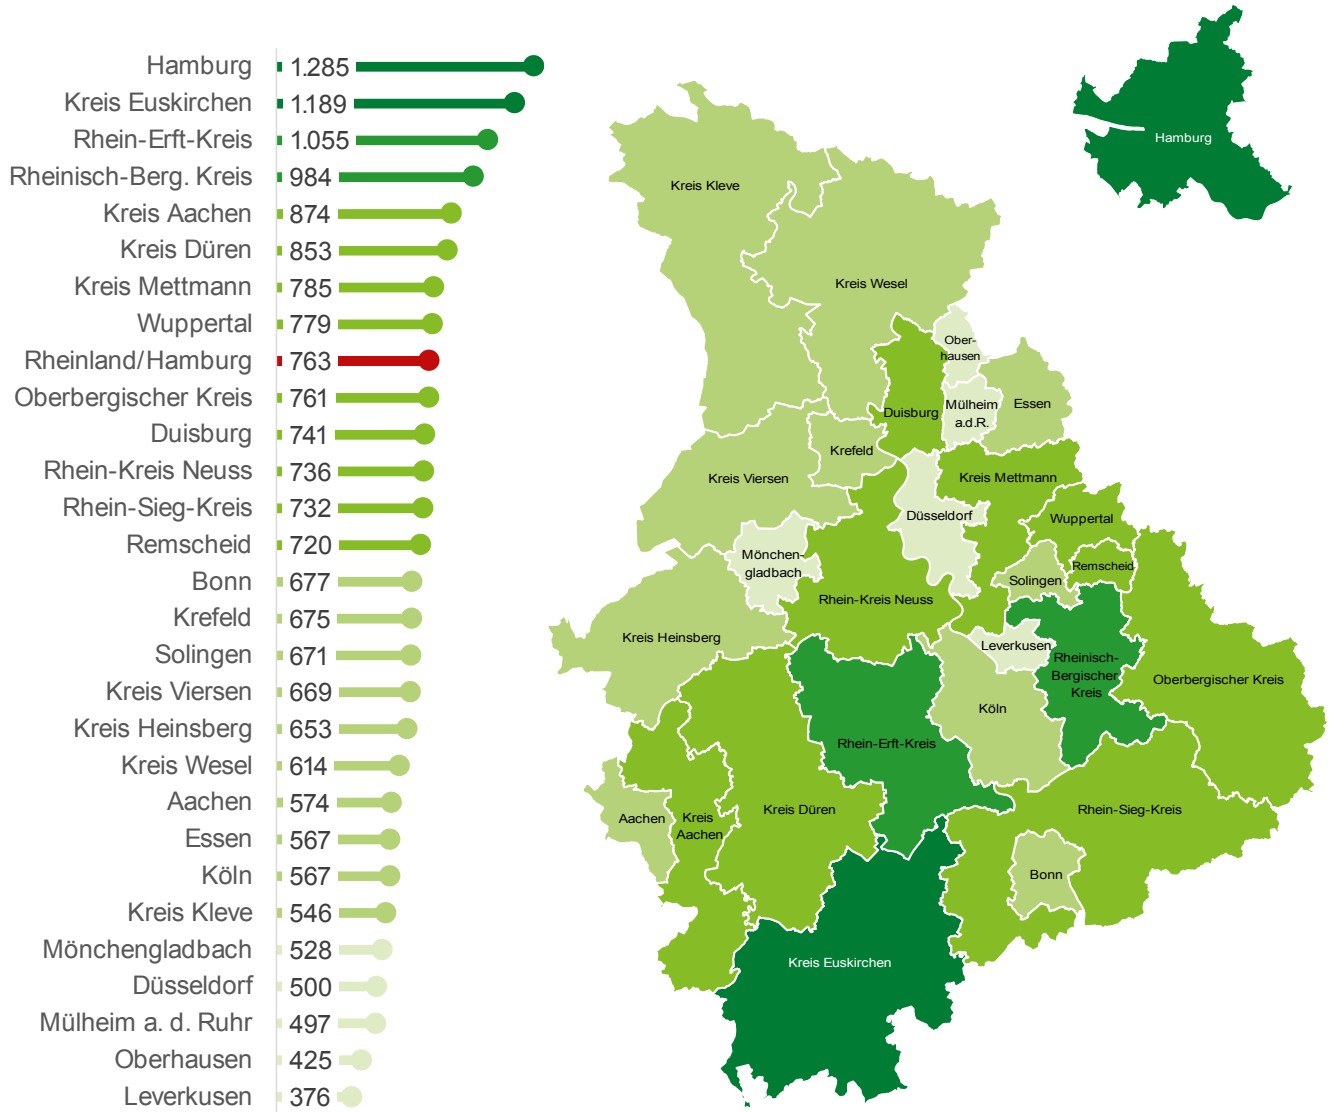 Hamburg 1.285
Kreis Euskirchen 1.189
Rhein-Erft-Kreis 1.055
Rheinisch-Berg. Kreis 984
Kreis Aachen 874
Kreis Düren 853
Kreis Mettmann 785
Wuppertal 779
Rheinland/Hamburg 763
Oberbergischer Kreis 761
Duisburg 741
Rhein-Kreis Neuss 736
Rhein-Sieg-Kreis 732
Remscheid 720
Bonn 677
Krefeld 675
Solingen 671
Kreis Viersen 669
Kreis Heinsberg 653
Kreis Wesel 614
Aachen 574
Essen 567
Köln 567
Kreis Kleve 546
Mönchengladbach 528
Düsseldorf 500
Mülheim a. d. Ruhr 497
Oberhausen 425
Leverkusen 376
Hamburg
Kreis Kleve
Kreis Wesel
Ober-
hausen
Duisburg
Mülheim
a.d.R.
Essen
Krefeld
Kreis Viersen
Kreis Mettmann
Düsseldorf
Wuppertal
Mönchen-
gladbach
Remscheid
Solingen
Rhein-Kreis Neuss
Kreis Heinsberg
Leverkusen
Rheinisch-
Bergischer
Kreis
Oberbergischer Kreis
Köln
Rhein-Erft-Kreis
Kreis Düren
Rhein-Sieg-Kreis
Aachen
Kreis
Aachen
Bonn
Kreis Euskirchen